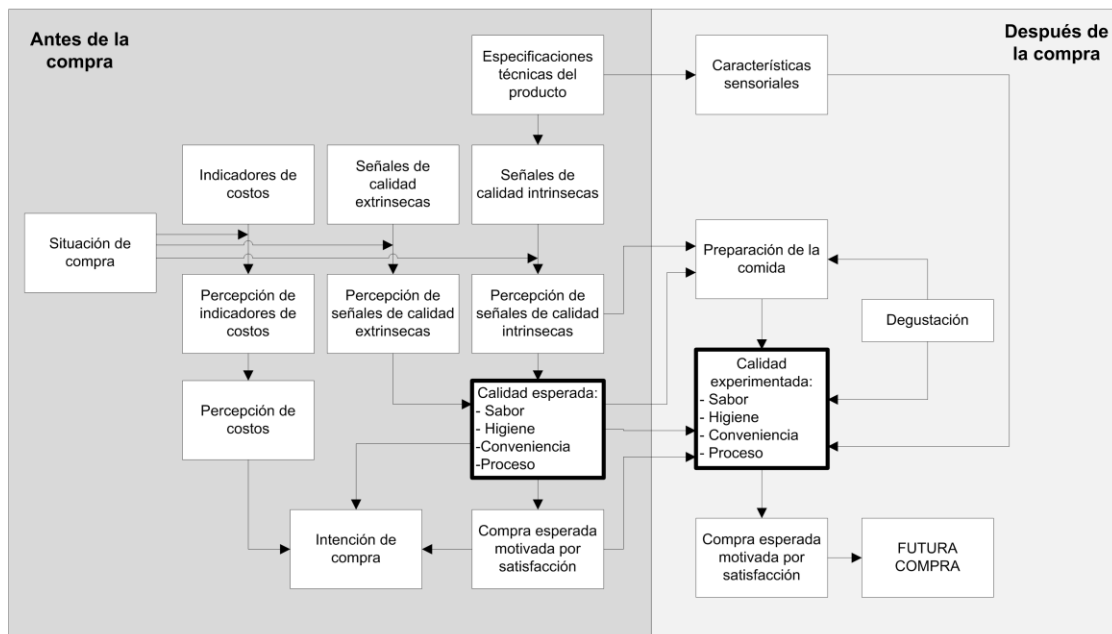 Antes de la
compra
Después de
la compra
Especificaciones
técnicas del
producto
Características
sensoriales
Indicadores de
costos
Señales de
calidad
extrinsecas
Señales de
calidad intrinsecas
Situación de
compra
Preparación de la
comida
Percepción de
indicadores de
costos
Percepción de
señales de calidad
extrinsecas
Percepción de
señales de calidad
intrinsecas
Degustación
Percepción de
costos
Calidad esperada:
- Sabor
- Higiene
-Conveniencia
-Proceso
Calidad
experimentada:
- Sabor
- Higiene
- Conveniencia
- Proceso
Intención de
compra
Compra esperada
motivada por
satisfacción
Compra esperada
motivada por
satisfacción
FUTURA
COMPRA